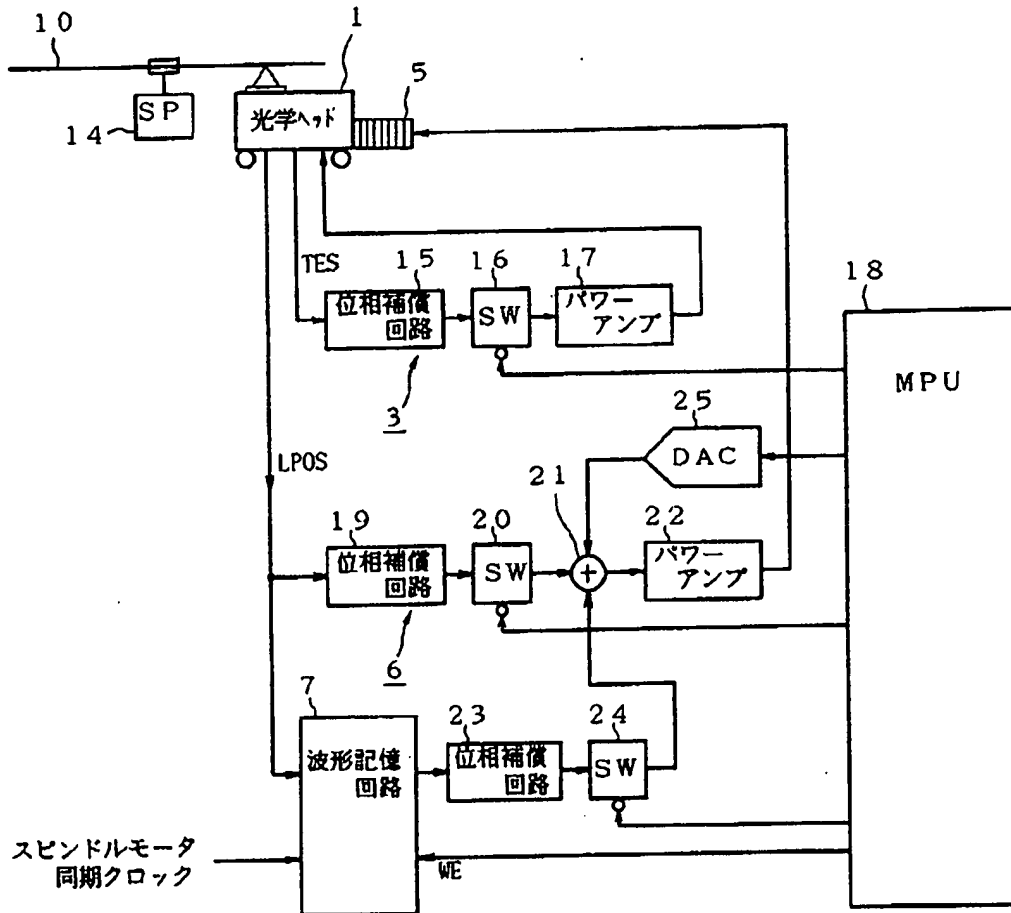 10
1
5
SP
14
光学ヘッド
TES
15
位相補償
回路
16
SW
17
パワー
アンプ
18
MPU
3
25
DAC
LPOS
21
19
位相補償
回路
20
SW
+
22
パワー
アンプ
6
7
波形記憶
回路
23
位相補償
回路
24
SW
スピンドルモータ
同期クロック
WE